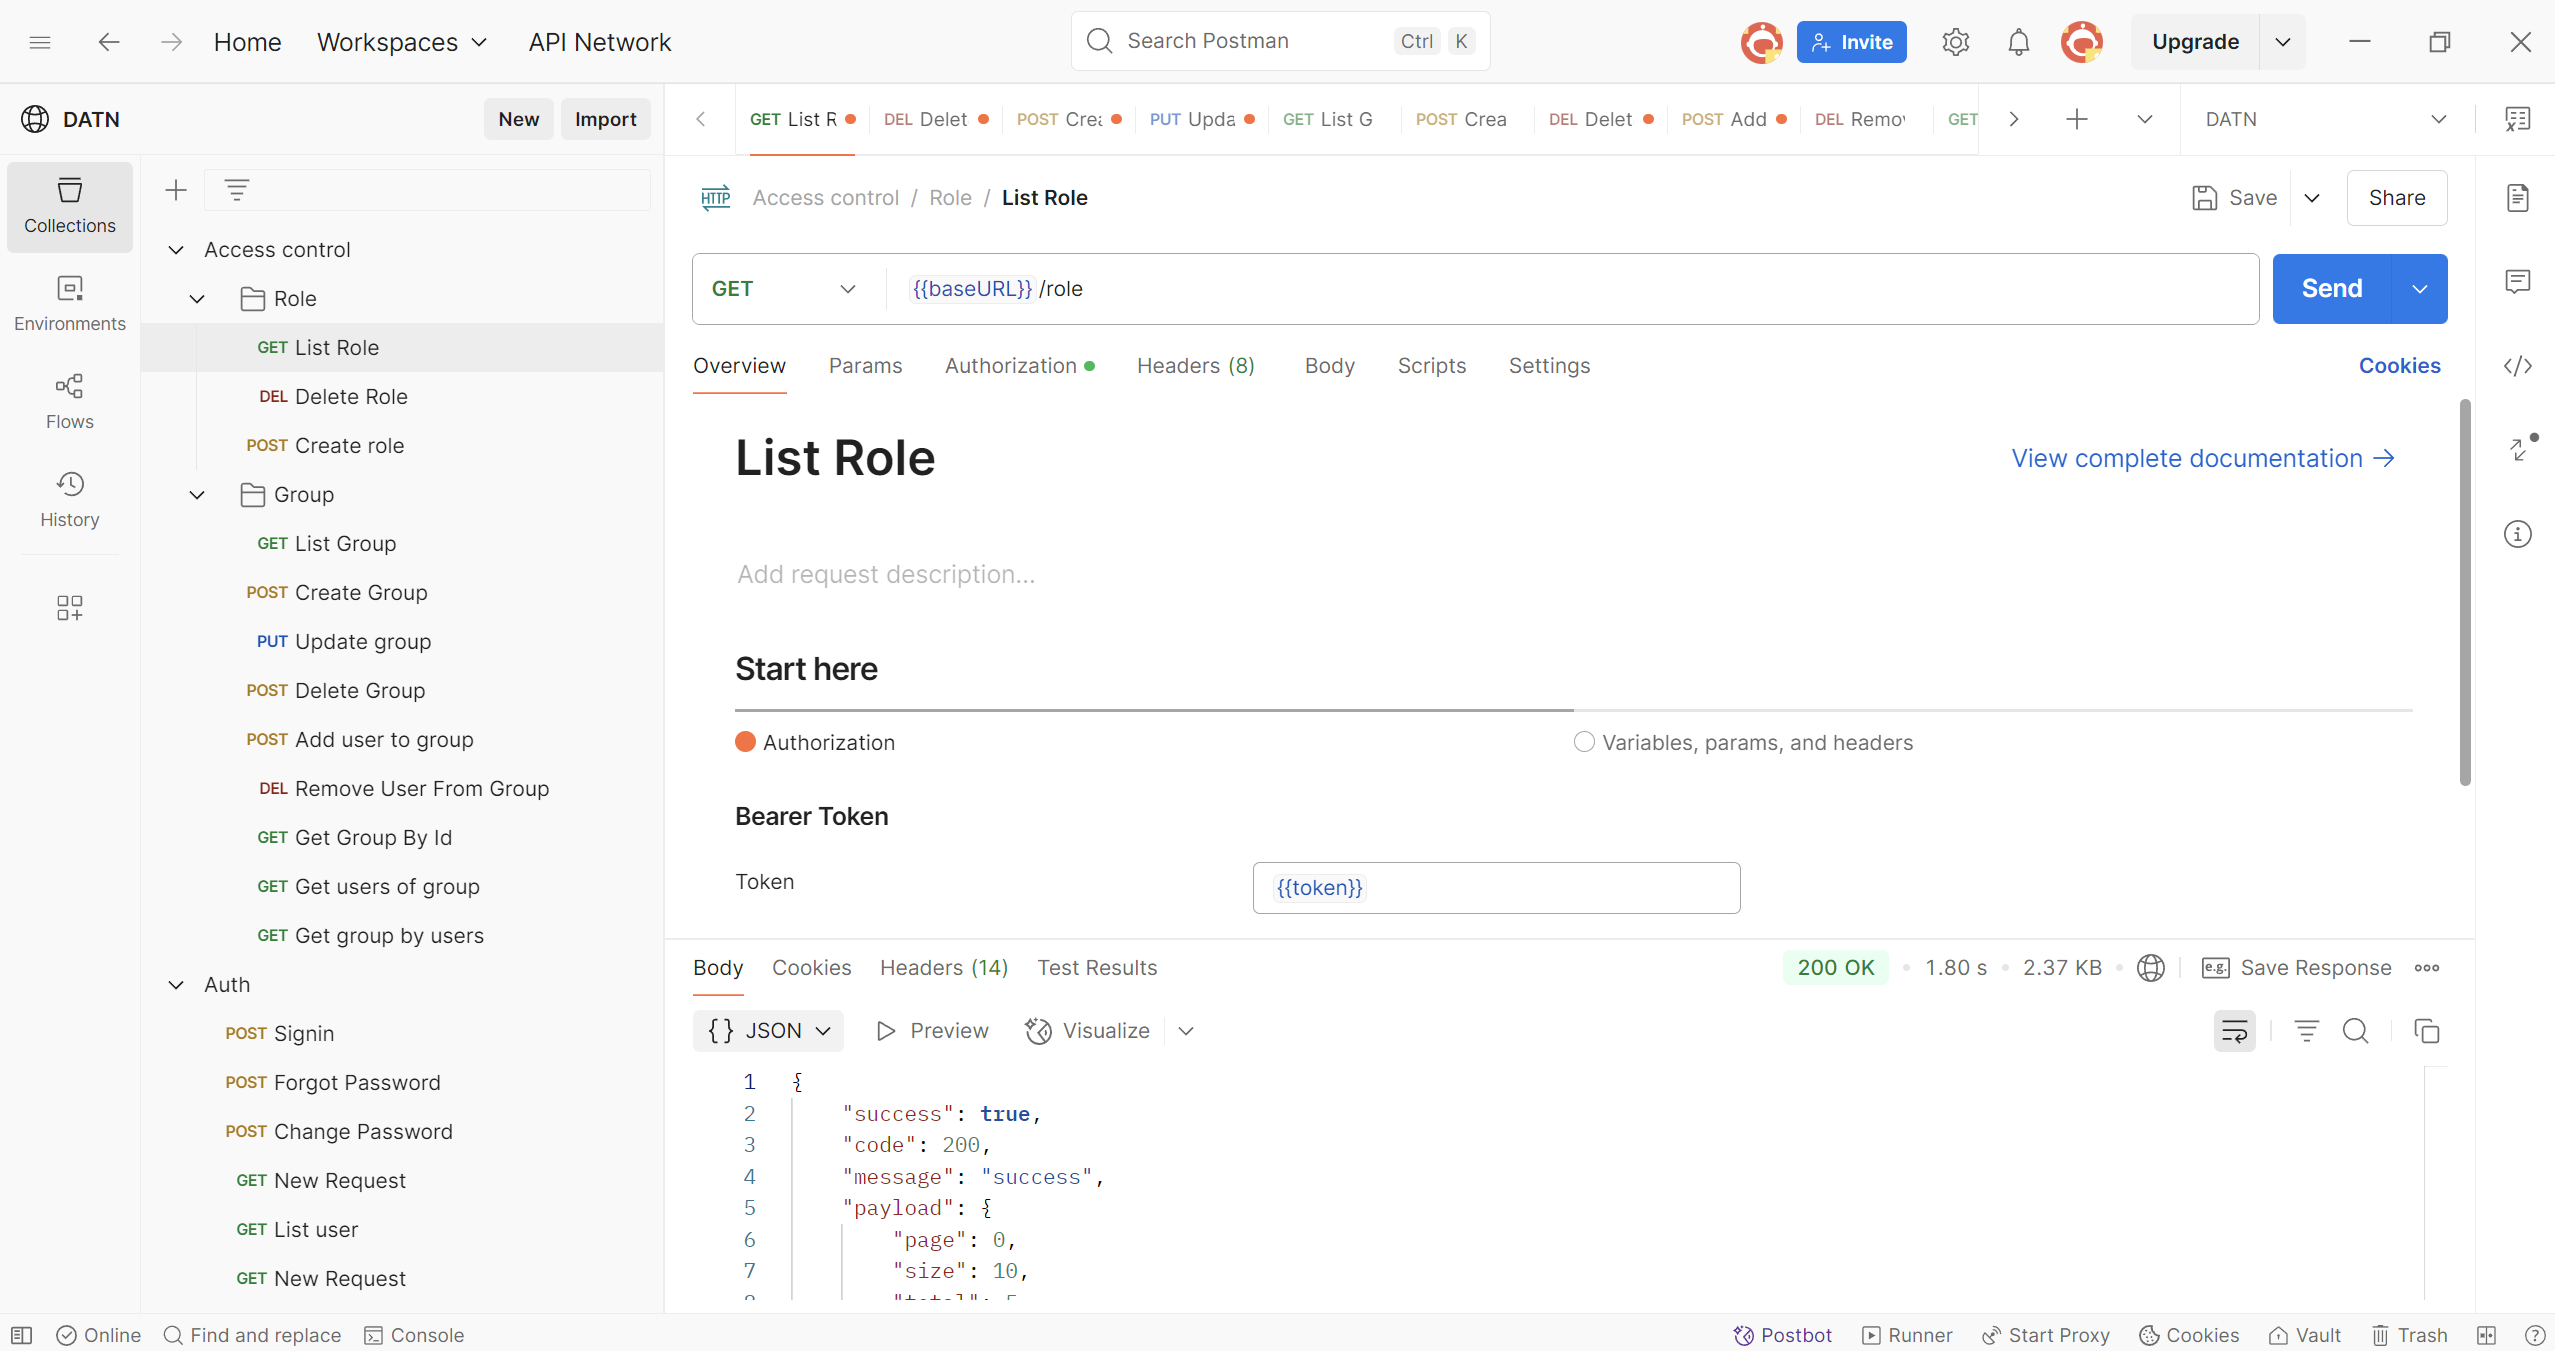 Home Workspaces API Network Search Postman Ctrl K Invite Upgrade
DATN New Import
GET List R DEL Delet POST Crea PUT Upda GET List G POST Crea DEL Delet POST Add DEL Remo GET DATN
Collections
Environments
Flows
History
Access control
Role
GET List Role
DEL Delete Role
POST Create role
Group
GET List Group
POST Create Group
PUT Update group
POST Delete Group
POST Add user to group
DEL Remove User From Group
GET Get Group By Id
GET Get users of group
GET Get group by users
Auth
POST Signin
POST Forgot Password
POST Change Password
GET New Request
GET List user
GET New Request
HTTP Access control / Role / List Role Save Share
GET {{baseURL}} /role Send
Overview Params Authorization Headers (8) Body Scripts Settings Cookies
List Role View complete documentation →
Add request description...
Start here
Authorization Variables, params, and headers
Bearer Token
Token {{token}}
Body Cookies Headers (14) Test Results 200 OK • 1.80 s • 2.37 KB • e.g. Save Response
{} JSON Preview Visualize
1 {
2 "success": true,
3 "code": 200,
4 "message": "success",
5 "payload": {
6 "page": 0,
7 "size": 10,
8 "total": 5
Online Find and replace Console Postbot Runner Start Proxy Cookies Vault Trash